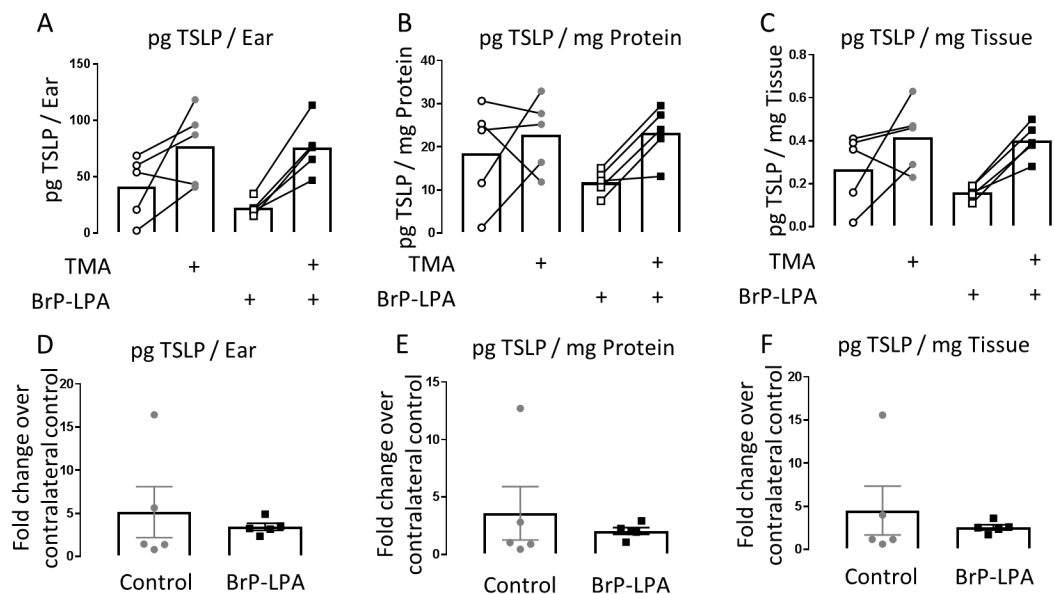 A
B
C
pg TSLP / Ear
pg TSLP / mg Protein
pg TSLP / mg Tissue
pg TSLP / Ear
150
100
50
0
pg TSLP / mg Protein
40
30
20
10
0
pg TSLP / mg Tissue
0.8
0.6
0.4
0.2
0.0
TMA + +
BrP-LPA + +
TMA + +
BrP-LPA + +
TMA + +
BrP-LPA + +
D
E
F
pg TSLP / Ear
pg TSLP / mg Protein
pg TSLP / mg Tissue
Fold change over
contralateral control
20
15
10
5
0
Control BrP-LPA
Fold change over
contralateral control
15
10
5
0
Control BrP-LPA
Fold change over
contralateral control
20
15
10
5
0
Control BrP-LPA